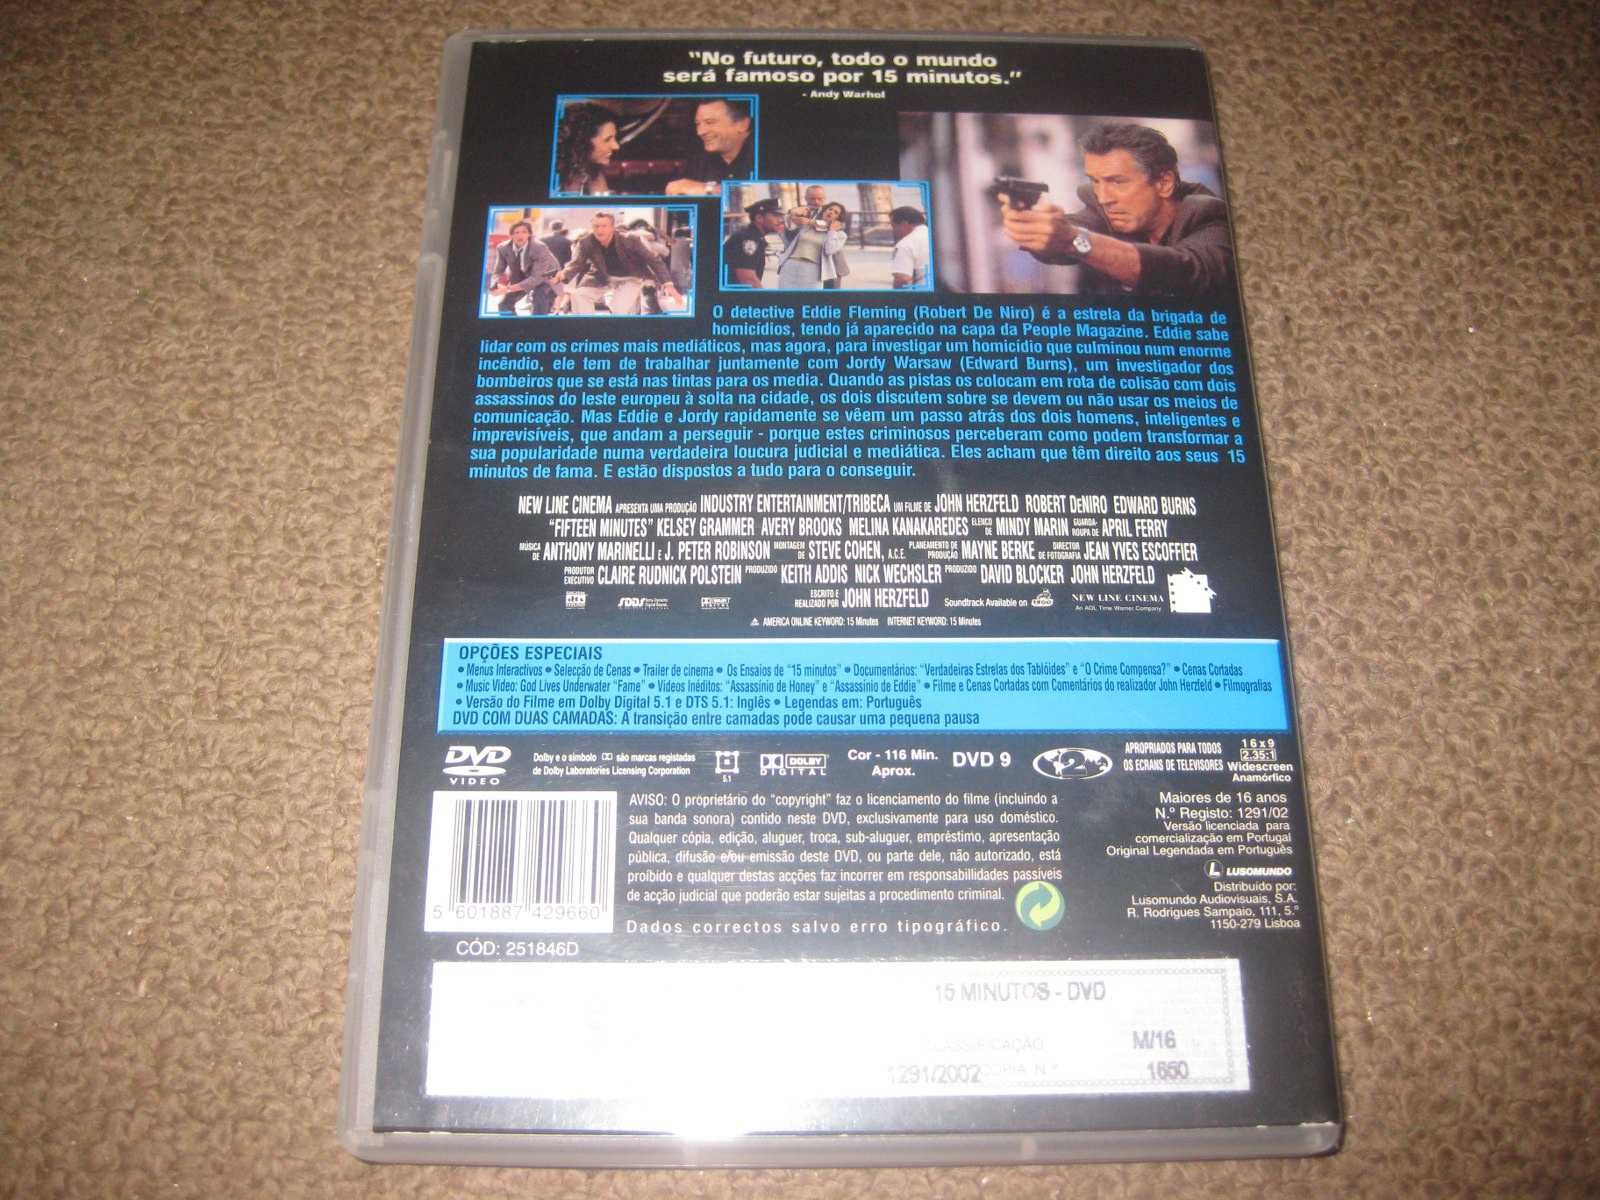 "No futuro, todo o mundo
será famoso por 15 minutos."
- Andy Warhol
O detective Eddie Fleming (Robert De Niro) é a estrela da brigada de
homicídios, tendo já aparecido na capa da People Magazine. Eddie sabe
lidar com os crimes mais mediáticos, mas agora, para investigar um homicídio que culminou num enorme
incêndio, ele tem de trabalhar juntamente com Jordy Warsaw (Edward Burns), um investigador dos
bombeiros que se está nas tintas para os media. Quando as pistas os colocam em rota de colisão com dois
assassinos do leste europeu à solta na cidade, os dois discutem sobre se devem ou não usar os meios de
comunicação. Mas Eddie e Jordy rapidamente se vêem um passo atrás dos dois homens, inteligentes e
imprevisíveis, que andam a perseguir - porque estes criminosos perceberam como podem transformar a
sua popularidade numa verdadeira loucura judicial e mediática. Eles acham que têm direito aos seus 15
minutos de fama. E estão dispostos a tudo para o conseguir.
NEW LINE CINEMA APRESENTA UMA PRODUÇÃO INDUSTRY ENTERTAINMENT/TRIBECA UM FILME DE JOHN HERZFELD ROBERT DeNIRO EDWARD BURNS
"FIFTEEN MINUTES" KELSEY GRAMMER AVERY BROOKS MELINA KANAKAREDES ELENCO DE MINDY MARIN GUARDA-ROUPA DE APRIL FERRY
MÚSICA DE ANTHONY MARINELLI E J. PETER ROBINSON MONTAGEM DE STEVE COHEN, A.C.E. PLANEAMENTO DE PRODUÇÃO MAYNE BERKE DIRECTOR DE FOTOGRAFIA JEAN YVES ESCOFFIER
PRODUTOR EXECUTIVO CLAIRE RUDNICK POLSTEIN PRODUZIDO KEITH ADDIS NICK WECHSLER PRODUZIDO DAVID BLOCKER JOHN HERZFELD
ESCRITO E REALIZADO POR JOHN HERZFELD
dts SDDS Sony Dynamic Digital Sound DOLBY DIGITAL Soundtrack Available on NEW LINE CINEMA
An AOL Time Warner Company
AMERICA ONLINE KEYWORD: 15 Minutes INTERNET KEYWORD: 15 Minutes
OPÇÕES ESPECIAIS
• Menus Interactivos • Selecção de Cenas • Trailer de cinema • Os Ensaios de "15 minutos" • Documentários: "Verdadeiras Estrelas dos Tablóides" e "O Crime Compensa?" • Cenas Cortadas
• Music Video: God Lives Underwater "Fame" • Videos Inéditos: "Assassínio de Honey" e "Assassínio de Eddie" • Filme e Cenas Cortadas com Comentários do realizador John Herzfeld • Filmografias
• Versão do Filme em Dolby Digital 5.1 e DTS 5.1: Inglês • Legendas em: Português
DVD COM DUAS CAMADAS: A transição entre camadas pode causar uma pequena pausa
DVD VIDEO
Dolby e o símbolo são marcas registadas
de Dolby Laboratories Licensing Corporation
5.1
DOLBY DIGITAL
Cor - 116 Min.
Aprox.
DVD 9
2
APROPRIADOS PARA TODOS
OS ECRANS DE TELEVISORES
16x9
2.35:1
Widescreen
Anamórfico
AVISO: O proprietário do "copyright" faz o licenciamento do filme (incluindo a
sua banda sonora) contido neste DVD, exclusivamente para uso doméstico.
Qualquer cópia, edição, aluguer, troca, sub-aluguer, empréstimo, apresentação
pública, difusão e/ou emissão deste DVD, ou parte dele, não autorizado, está
proíbido e qualquer destas acções faz incorrer em responsabillidades passíveis
de acção judicial que poderão estar sujeitas a procedimento criminal.
Dados correctos salvo erro tipográfico.
Maiores de 16 anos
N.º Registo: 1291/02
Versão licenciada para
comercialização em Portugal
Original Legendada em Português
L LUSOMUNDO
Distribuido por:
Lusomundo Audiovisuais, S.A.
R. Rodrigues Sampaio, 111, 5.º
1150-279 Lisboa
5 601887 429660
CÓD: 251846D
15 MINUTOS - DVD
CLASSIFICAÇÃO M/16
1291/2002 CÓPIA N.º 1650